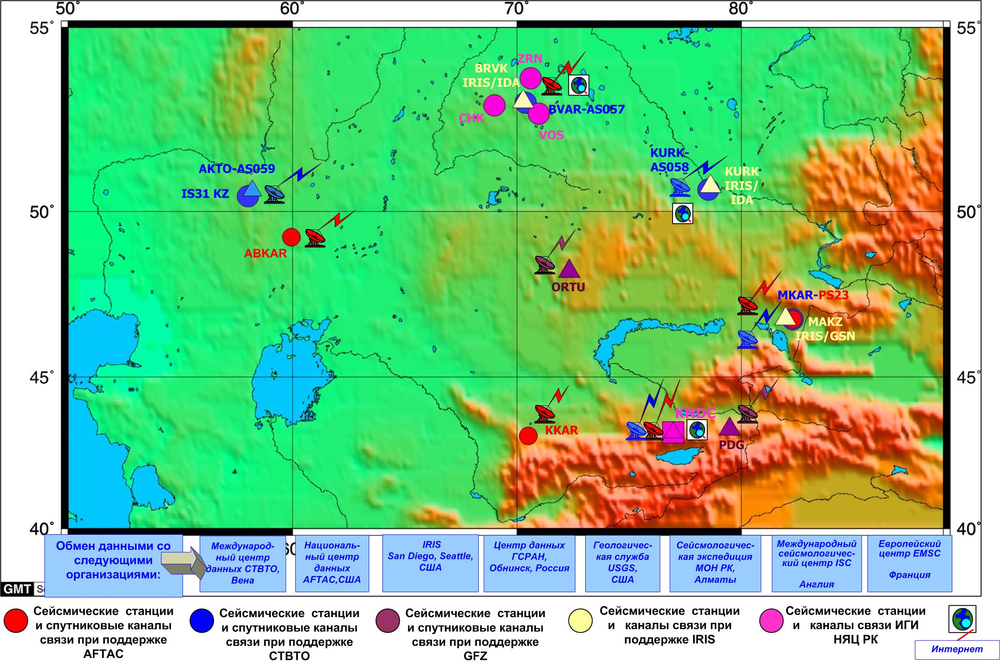 50° 60° 70° 80°
55° 55°
ZRN
BRVK
IRIS/IDA
CHK
BVAR-AS057
VOS
KURK-
AS058
AKTO-AS059
KURK
IRIS/
IDA
IS31 KZ
50° 50°
ABKAR
ORTU
MKAR-PS23
MAKZ
IRIS/GSN
45° 45°
KNDC
KKAR
PDG
40° 40°
60
Обмен данными со
следующими
организациями:
Международ-
ный центр
данных СТВТО,
Вена
Националь-
ный центр
данных
AFTAC,США
IRIS
San Diego, Seattle,
США
Центр данных
ГСРАН,
Обнинск, Россия
Геологичес-
кая служба
USGS,
США
Сейсмологичес-
кая экспедиция
МОН РК,
Алматы
Международный
сейсмологичес-
кий центр ISC
Англия
Европейский
центр EMSC
Франция
GMT
Сейсмические станции
и спутниковые каналы
связи при поддержке
AFTAC
Сейсмические станции
и спутниковые каналы
связи при поддержке
CTBTO
Сейсмические станции
и спутниковые каналы
связи при поддержке
GFZ
Сейсмические станции
и каналы связи при
поддержке IRIS
Сейсмические станции
и каналы связи ИГИ
НЯЦ РК
Интернет